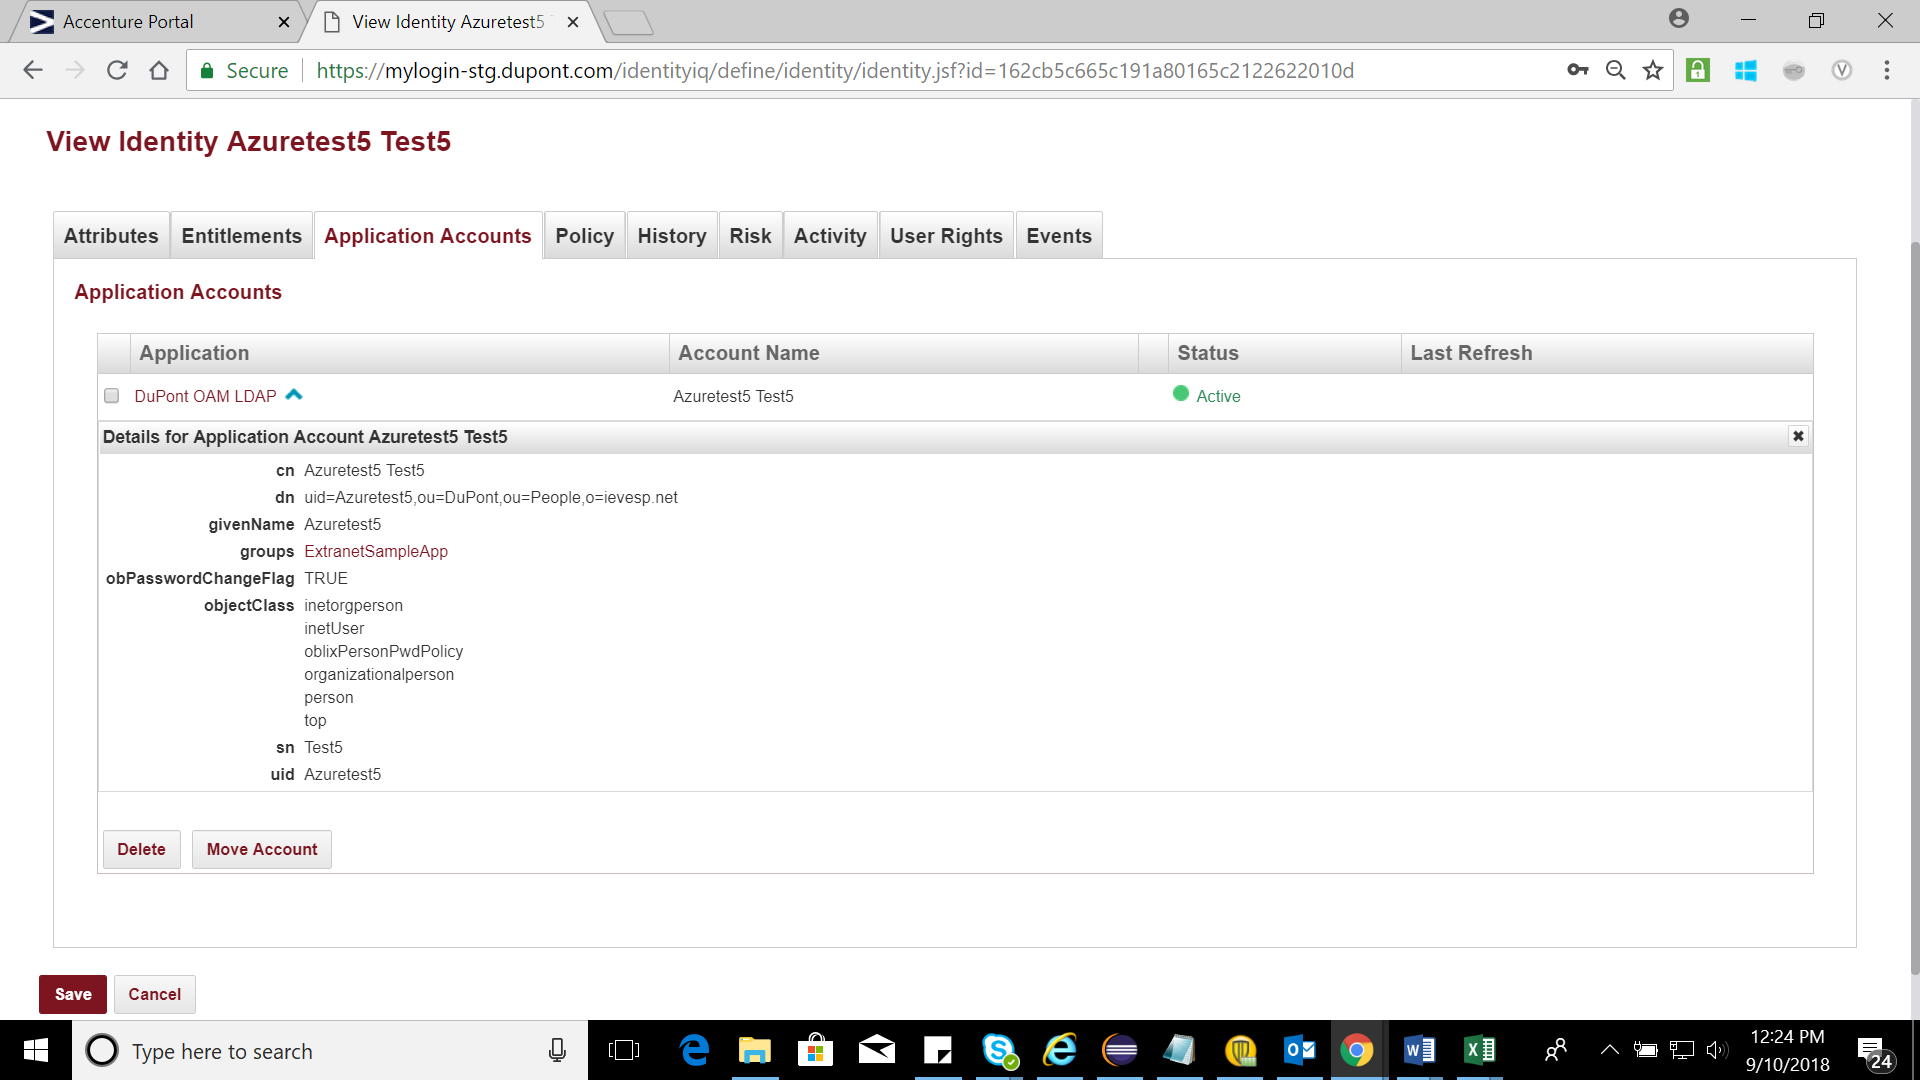 Accenture Portal
View Identity Azuretest5
Secure https://mylogin-stg.dupont.com/identityiq/define/identity/identity.jsf?id=162cb5c665c191a80165c2122622010d
View Identity Azuretest5 Test5
Attributes Entitlements Application Accounts Policy History Risk Activity User Rights Events
Application Accounts
Application Account Name Status Last Refresh
DuPont OAM LDAP Azuretest5 Test5 Active
Details for Application Account Azuretest5 Test5
cn Azuretest5 Test5
dn uid=Azuretest5,ou=DuPont,ou=People,o=ievesp.net
givenName Azuretest5
groups ExtranetSampleApp
obPasswordChangeFlag TRUE
objectClass inetorgperson
inetUser
oblixPersonPwdPolicy
organizationalperson
person
top
sn Test5
uid Azuretest5
Delete Move Account
Save Cancel
Type here to search
12:24 PM
9/10/2018
24